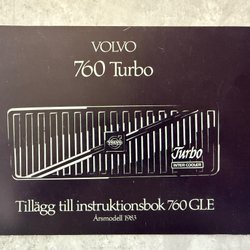 VOLVO
760 Turbo
VOLVO
Turbo
INTER COOLER
Tillägg till instruktionsbok 760 GLE
Årsmodell 1983